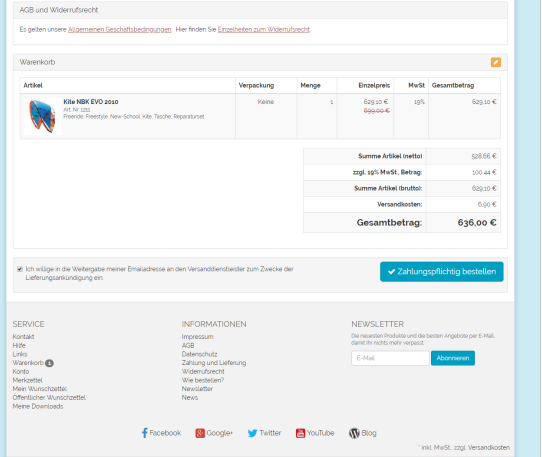 AGB und Widerrufsrecht
Es gelten unsere Allgemeinen Geschäftsbedingungen. Hier finden Sie Einzelheiten zum Widerrufsrecht.
Warenkorb
Artikel Verpackung Menge Einzelpreis MwSt Gesamtbetrag
Kite NBK EVO 2010 Keine 1 629,10 € 19% 629,10 €
Art. Nr. 1211 699,00 €
Freeride, Freestyle, New-School, Kite, Tasche, Reparaturset
Summe Artikel (netto) 528,66 €
zzgl. 19% MwSt., Betrag: 100,44 €
Summe Artikel (brutto): 629,10 €
Versandkosten: 6,90 €
Gesamtbetrag: 636,00 €
Ich willige in die Weitergabe meiner Emailadresse an den Versanddienstleister zum Zwecke der
Lieferungsankündigung ein.
Zahlungspflichtig bestellen
SERVICE
Kontakt
Hilfe
Links
Warenkorb 1
Konto
Merkzettel
Mein Wunschzettel
Öffentlicher Wunschzettel
Meine Downloads
INFORMATIONEN
Impressum
AGB
Datenschutz
Zahlung und Lieferung
Widerrufsrecht
Wie bestellen?
Newsletter
News
NEWSLETTER
Die neuesten Produkte und die besten Angebote per E-Mail,
damit Ihr nichts mehr verpasst.
E-Mail Abonnieren
Facebook Google+ Twitter YouTube Blog
* inkl. MwSt., zzgl. Versandkosten